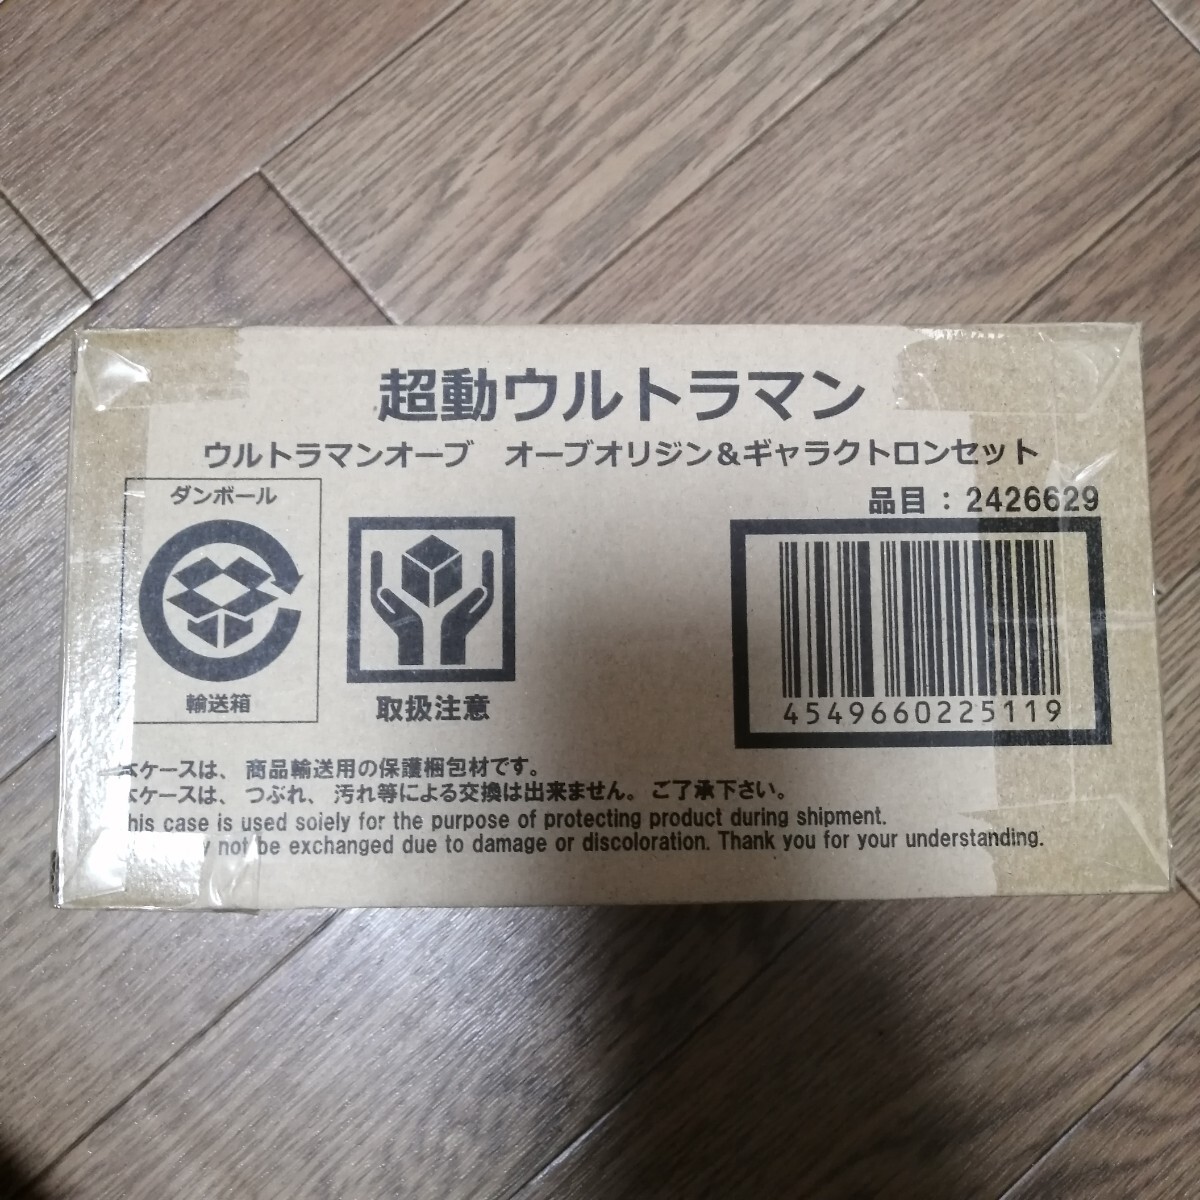 超動ウルトラマン
ウルトラマンオーブ　オーブオリジン&ギャラクトロンセット
ダンボール
輸送箱
取扱注意
品目：2426629
4549660225119
本ケースは、商品輸送用の保護梱包材です。
本ケースは、つぶれ、汚れ等による交換は出来ません。ご了承下さい。
his case is used solely for the purpose of protecting product during shipment.
not be exchanged due to damage or discoloration. Thank you for your understanding.